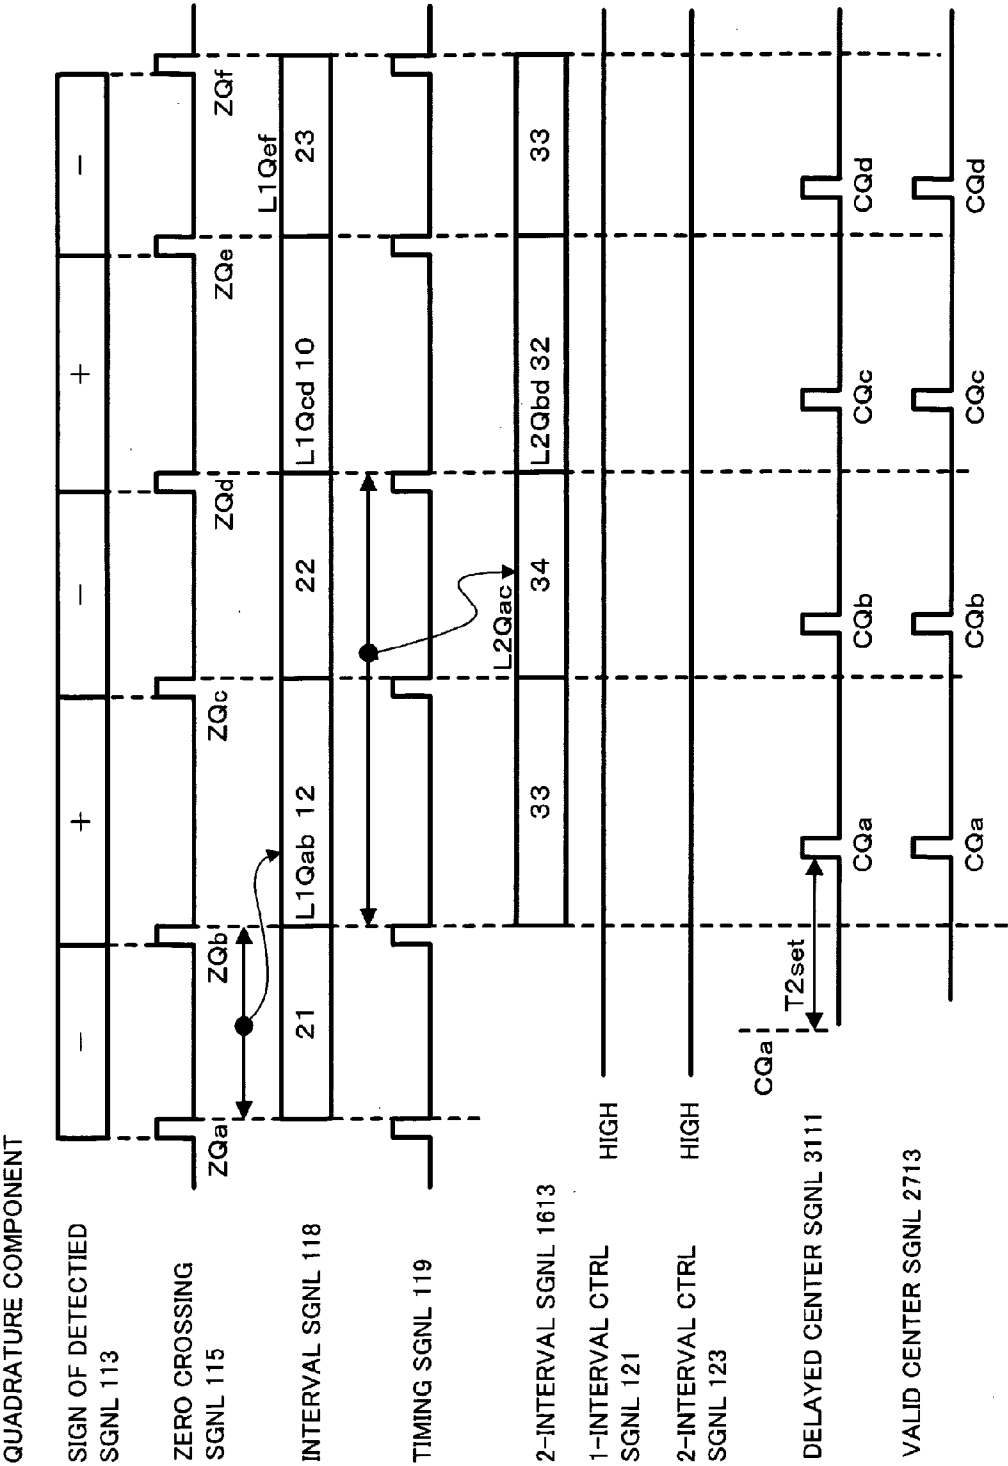 QUADRATURE COMPONENT
SIGN OF DETECTIED
SGNL 113
− + − + −
ZERO CROSSING
SGNL 115
ZQa ZQb ZQc ZQd ZQe ZQf
INTERVAL SGNL 118
21 L1Qab 12 22 L1Qcd 10 L1Qef 23
TIMING SGNL 119
2-INTERVAL SGNL 1613
33 L2Qac 34 L2Qbd 32 33
1-INTERVAL CTRL
SGNL 121
HIGH
2-INTERVAL CTRL
SGNL 123
HIGH
DELAYED CENTER SGNL 3111
CQa T2set CQa CQb CQc CQd
VALID CENTER SGNL 2713
CQa CQb CQc CQd